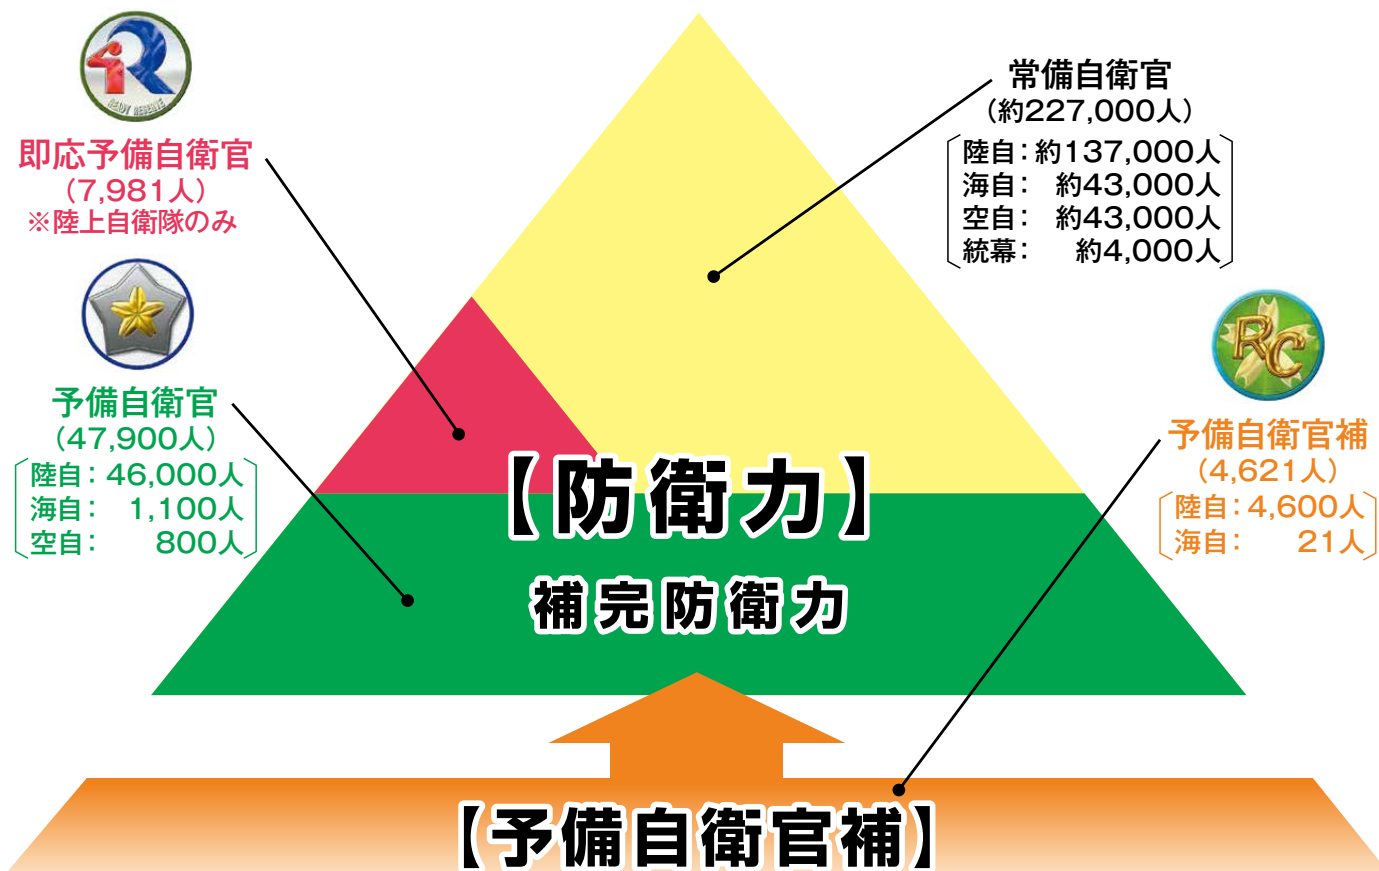 READY RESERVE
即応予備自衛官
（7,981人）
※陸上自衛隊のみ
予備自衛官
（47,900人）
陸自：46,000人
海自： 1,100人
空自： 800人
常備自衛官
（約227,000人）
陸自：約137,000人
海自： 約43,000人
空自： 約43,000人
統幕： 約4,000人
RC
予備自衛官補
（4,621人）
陸自：4,600人
海自： 21人
【防衛力】
補完防衛力
【予備自衛官補】